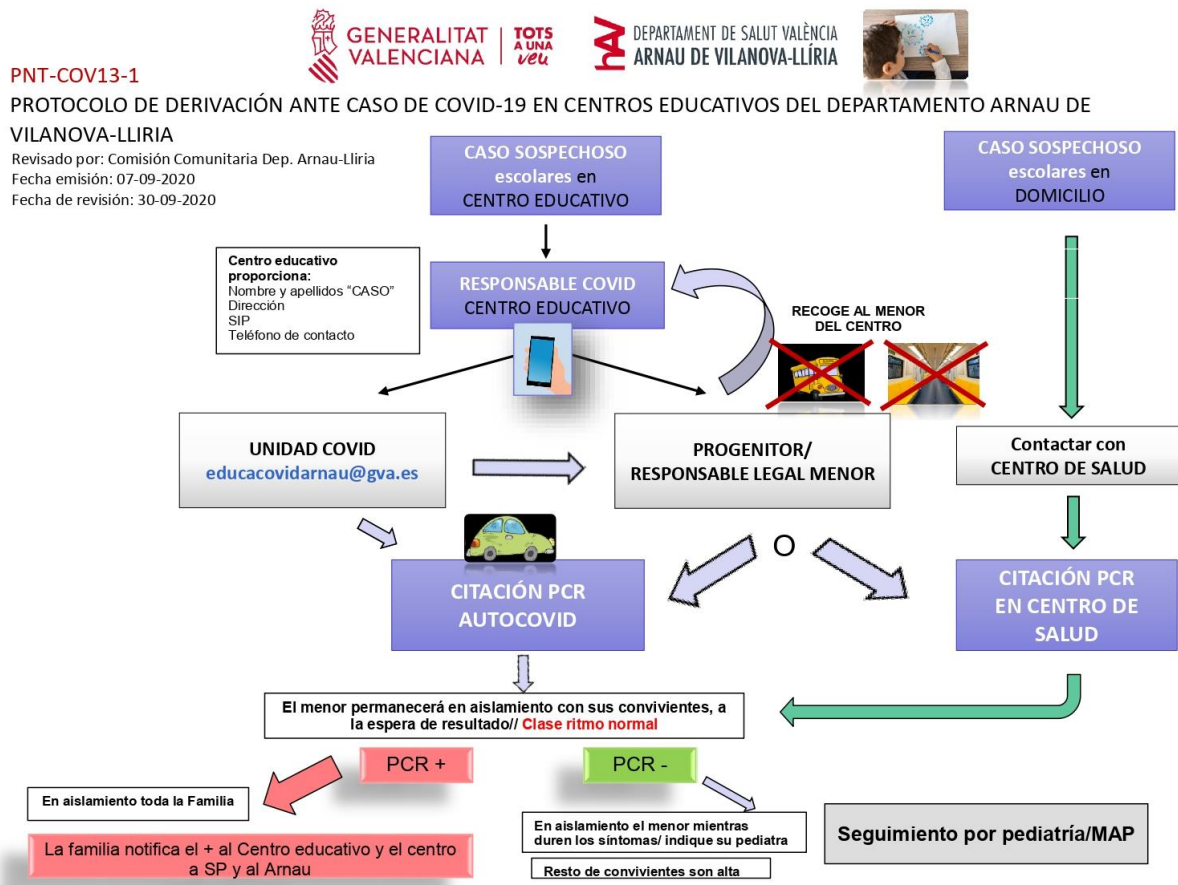 GENERALITAT
VALENCIANA
TOTS
A UNA
veu
hAV
DEPARTAMENT DE SALUT VALÈNCIA
ARNAU DE VILANOVA-LLÍRIA
PNT-COV13-1
PROTOCOLO DE DERIVACIÓN ANTE CASO DE COVID-19 EN CENTROS EDUCATIVOS DEL DEPARTAMENTO ARNAU DE
VILANOVA-LLIRIA
Revisado por: Comisión Comunitaria Dep. Arnau-Lliria
Fecha emisión: 07-09-2020
Fecha de revisión: 30-09-2020
CASO SOSPECHOSO
escolares en
CENTRO EDUCATIVO
CASO SOSPECHOSO
escolares en
DOMICILIO
Centro educativo
proporciona:
Nombre y apellidos “CASO”
Dirección
SIP
Teléfono de contacto
RESPONSABLE COVID
CENTRO EDUCATIVO
RECOGE AL MENOR
DEL CENTRO
UNIDAD COVID
educacovidarnau@gva.es
PROGENITOR/
RESPONSABLE LEGAL MENOR
Contactar con
CENTRO DE SALUD
O
CITACIÓN PCR
AUTOCOVID
CITACIÓN PCR
EN CENTRO DE
SALUD
El menor permanecerá en aislamiento con sus convivientes, a
la espera de resultado// Clase ritmo normal
PCR +
PCR -
En aislamiento toda la Familia
La familia notifica el + al Centro educativo y el centro
a SP y al Arnau
En aislamiento el menor mientras
duren los síntomas/ indique su pediatra
Resto de convivientes son alta
Seguimiento por pediatría/MAP